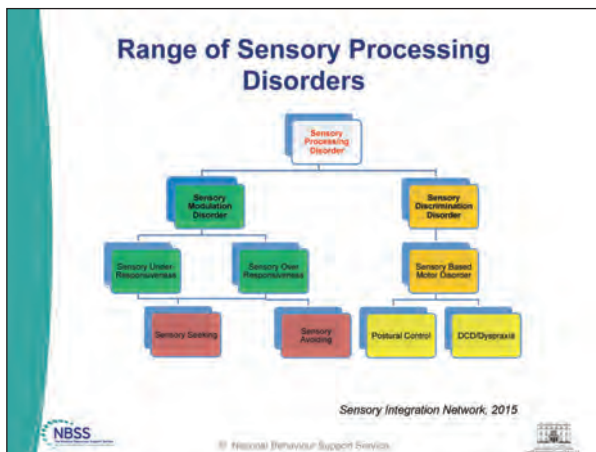 Range of Sensory Processing
Disorders
Sensory
Processing
Disorder
Sensory
Modulation
Disorder
Sensory
Discrimination
Disorder
Sensory Under
Responsiveness
Sensory Over
Responsiveness
Sensory Based
Motor Disorder
Sensory Seeking
Sensory
Avoiding
Postural Control
DCD/Dyspraxia
Sensory Integration Network, 2015
NBSS
© National Behaviour Support Service